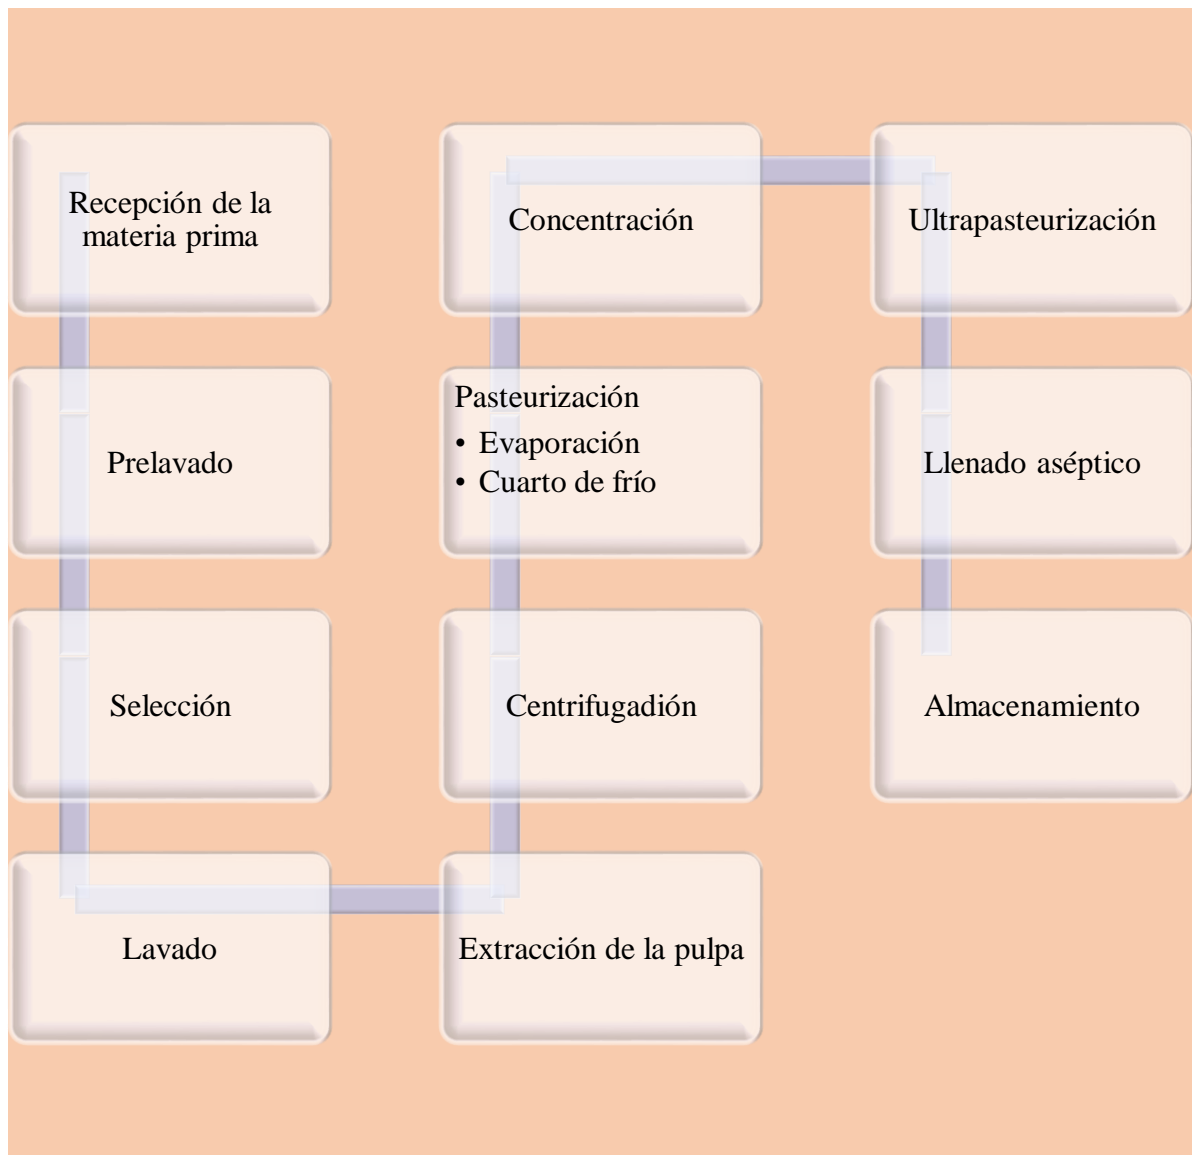 Recepción de la
materia prima
Prelavado
Selección
Lavado
Extracción de la pulpa
Centrifugadión
Pasteurización
• Evaporación
• Cuarto de frío
Concentración
Ultrapasteurización
Llenado aséptico
Almacenamiento